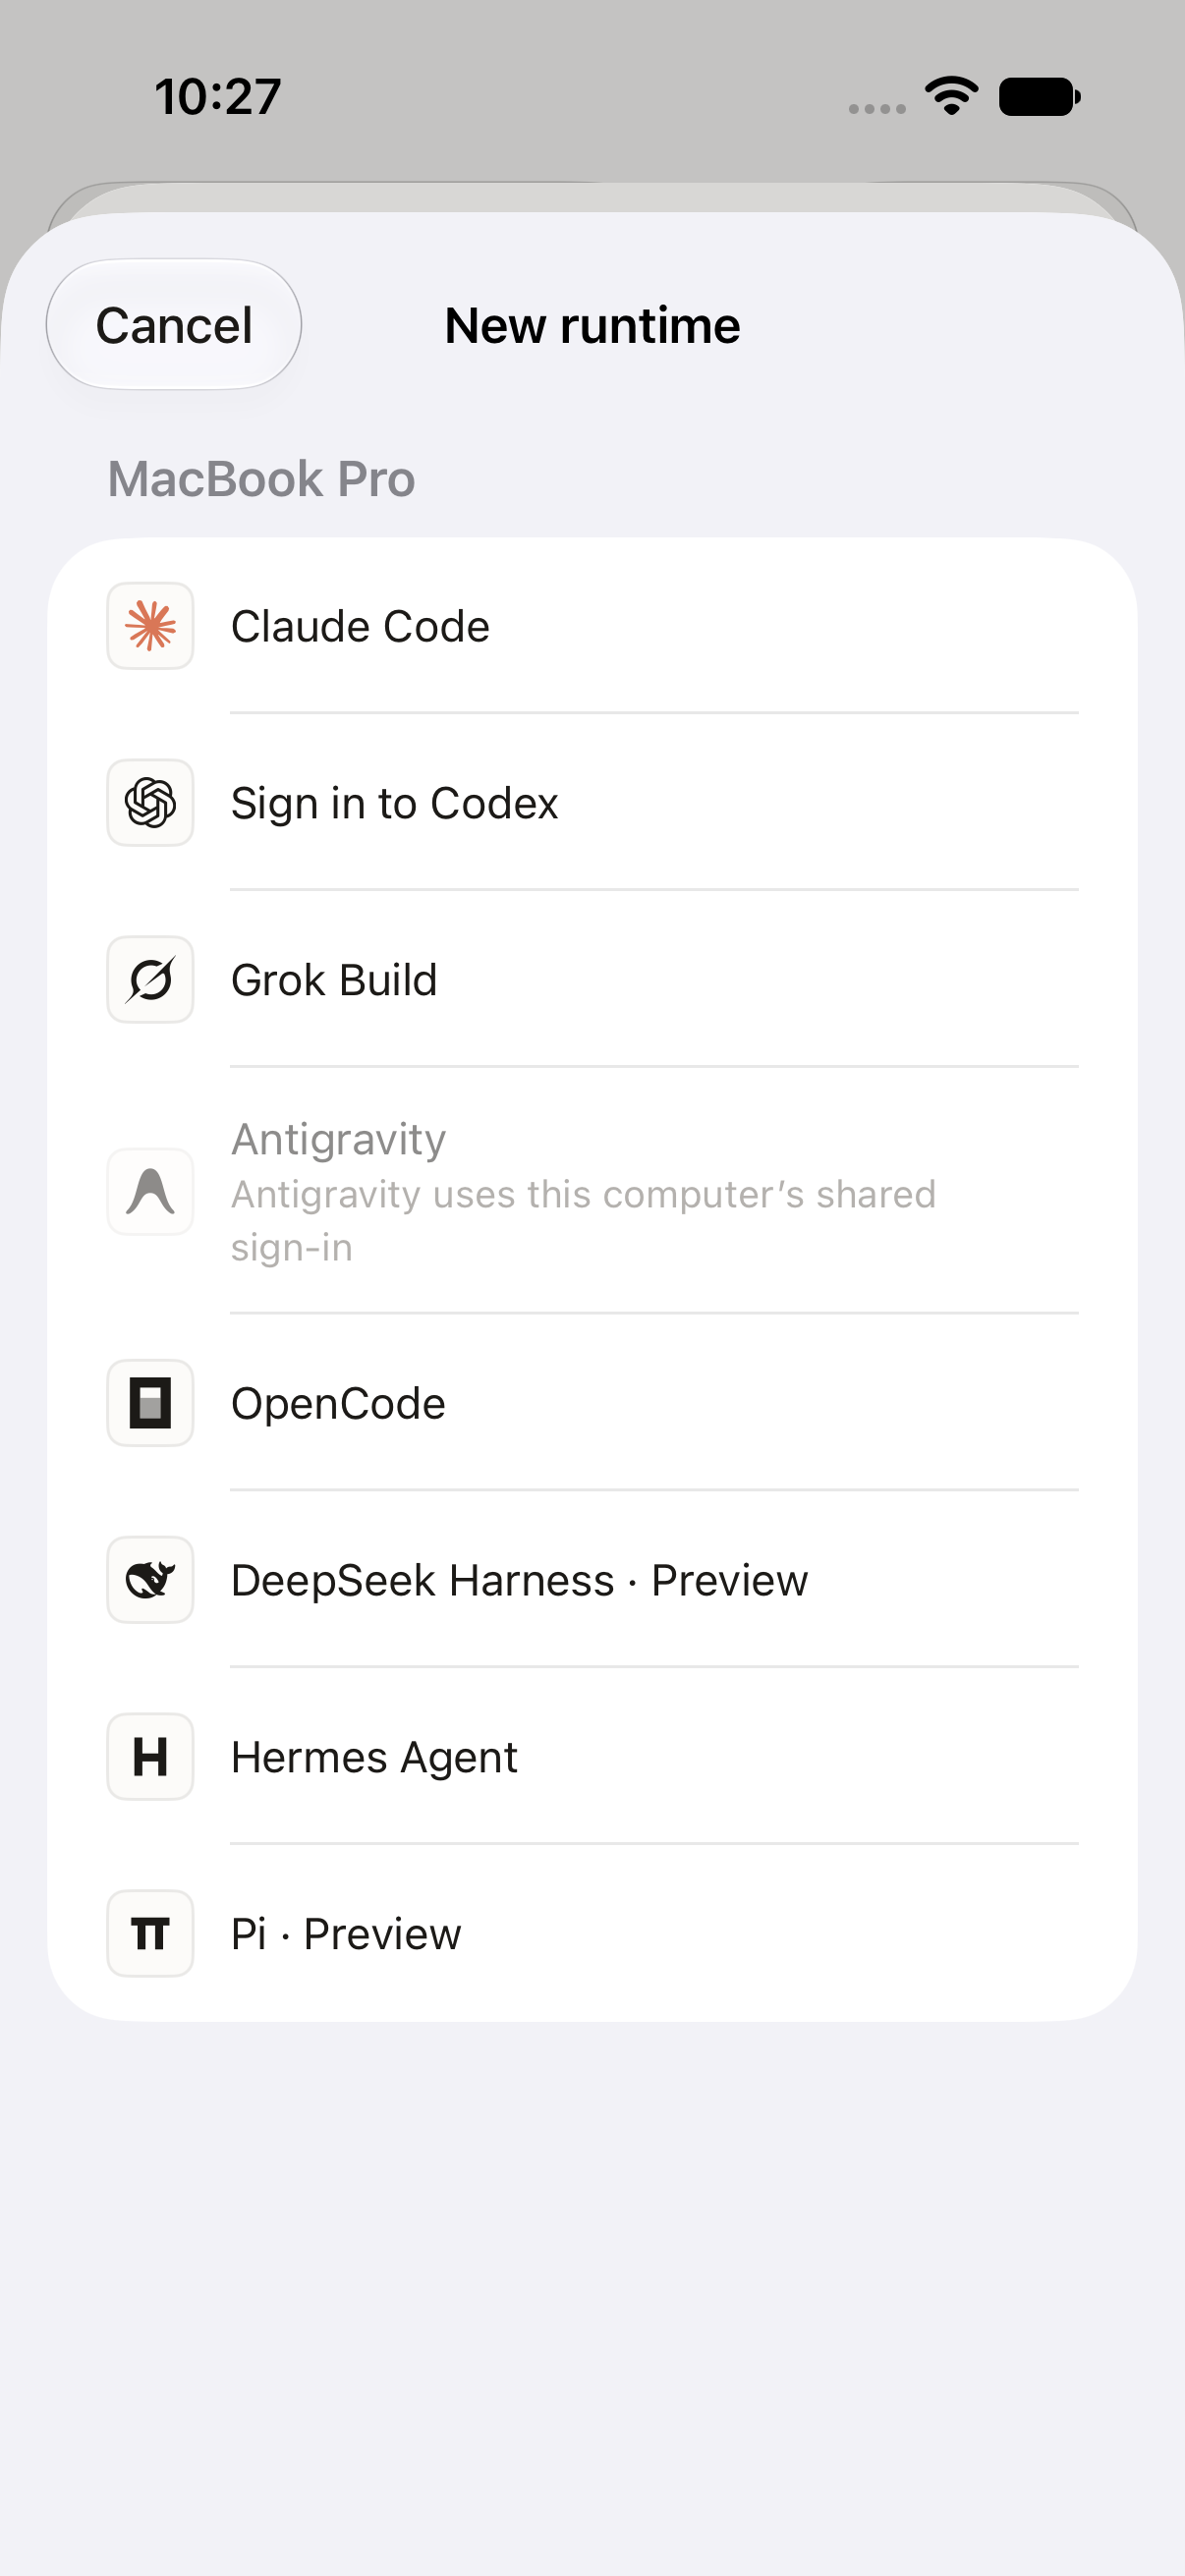 10:27
Cancel
New runtime
MacBook Pro
Claude Code
Sign in to Codex
Grok Build
Antigravity
Antigravity uses this computer’s shared
sign-in
OpenCode
DeepSeek Harness · Preview
H
Hermes Agent
Pi · Preview